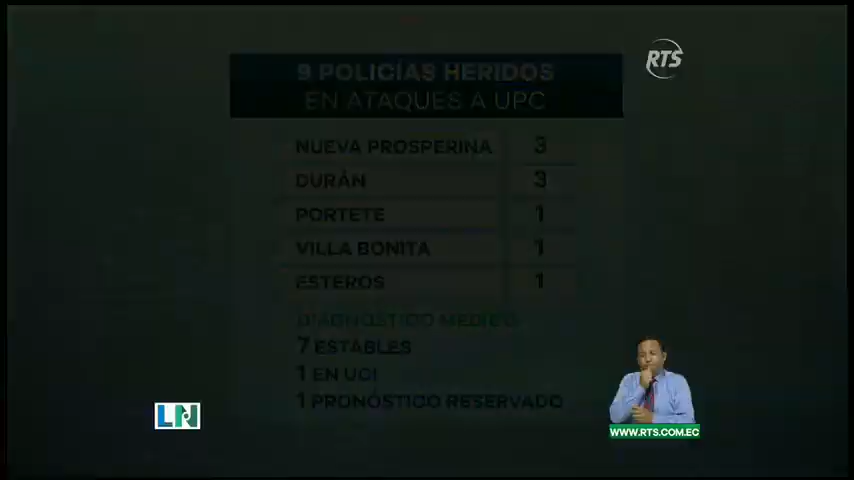 RTS
9 POLICÍAS HERIDOS
EN ATAQUES A UPC
NUEVA PROSPERINA 3
DURÁN 3
PORTETE 1
VILLA BONITA 1
ESTEROS 1
DIAGNÓSTICO MÉDICO
7 ESTABLES
1 EN UCI
1 PRONÓSTICO RESERVADO
LN
WWW.RTS.COM.EC